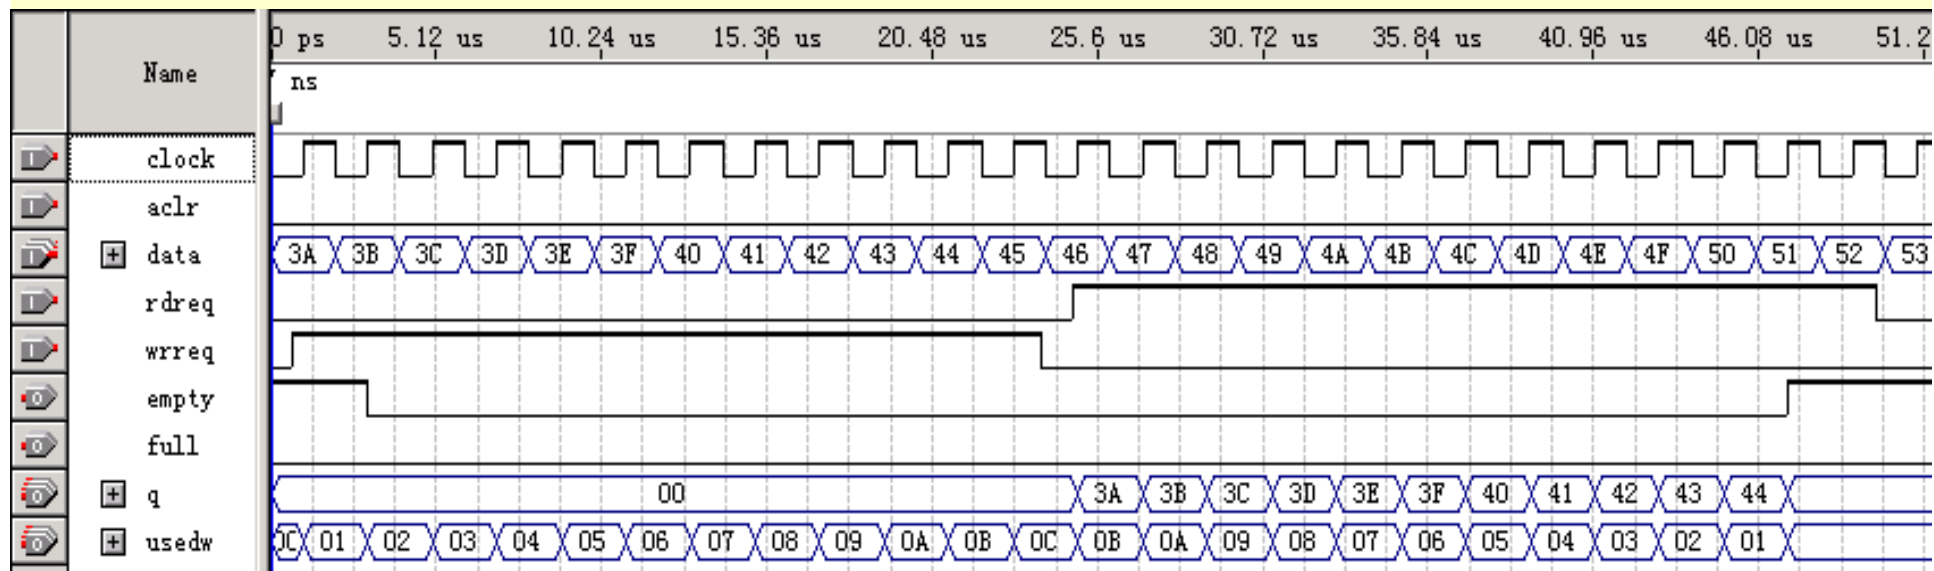 0 ps 5.12 us 10.24 us 15.36 us 20.48 us 25.6 us 30.72 us 35.84 us 40.96 us 46.08 us 51.2
Name
ns
clock
aclr
data 3A 3B 3C 3D 3E 3F 40 41 42 43 44 45 46 47 48 49 4A 4B 4C 4D 4E 4F 50 51 52 53
rdreq
wrreq
empty
full
q 00 3A 3B 3C 3D 3E 3F 40 41 42 43 44
usedw 01 02 03 04 05 06 07 08 09 0A 0B 0C 0B 0A 09 08 07 06 05 04 03 02 01